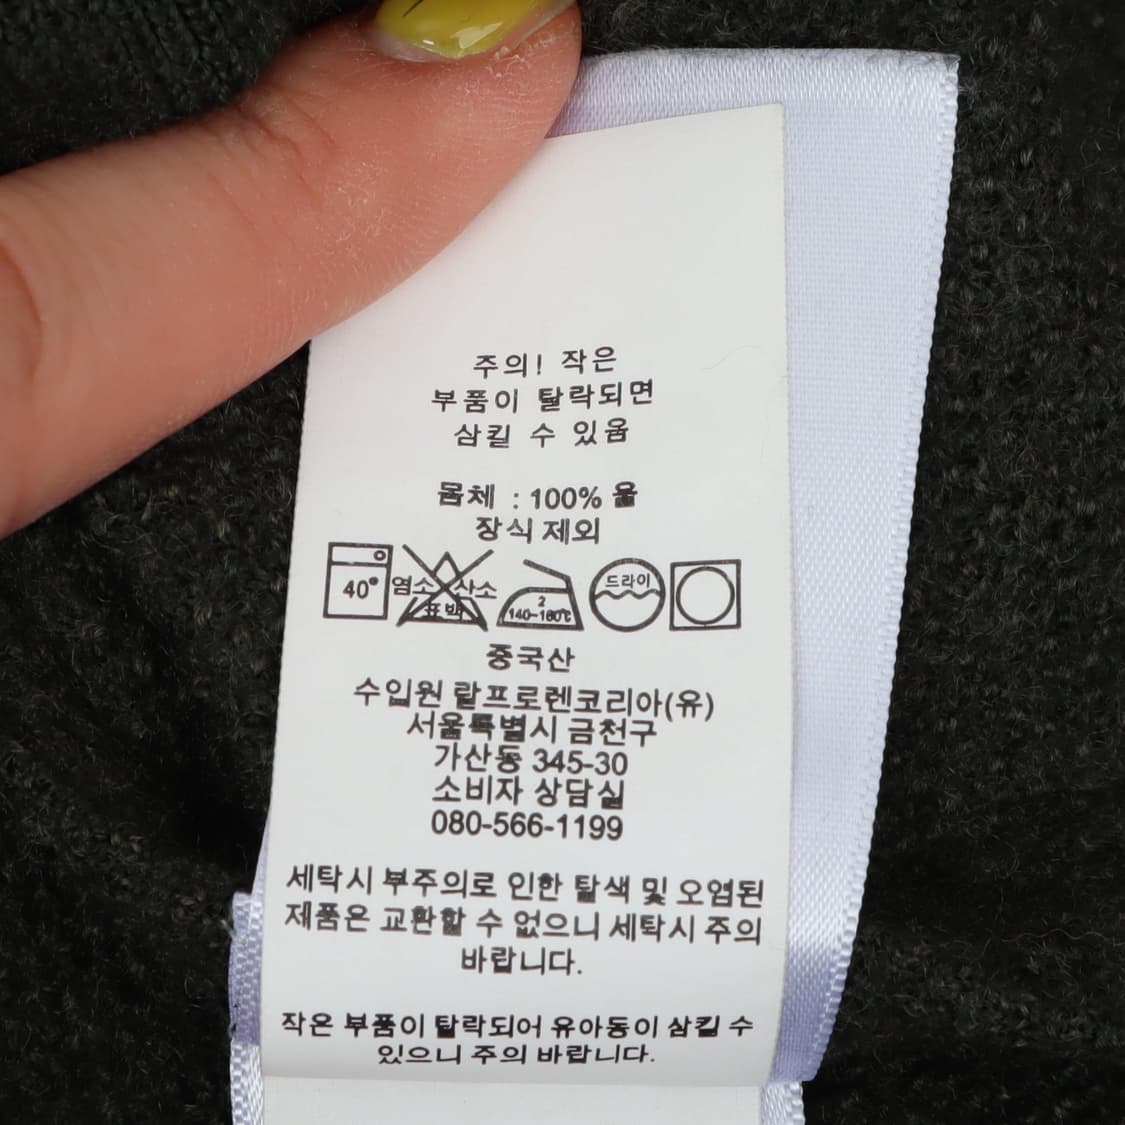 주의! 작은
부품이 탈락되면
삼킬 수 있음
몸체 : 100% 울
장식 제외
40° 염소 산소 표백 2 140~160℃ 드라이
중국산
수입원 랄프로렌코리아(유)
서울특별시 금천구
가산동 345-30
소비자 상담실
080-566-1199
세탁시 부주의로 인한 탈색 및 오염된
제품은 교환할 수 없으니 세탁시 주의
바랍니다.
작은 부품이 탈락되어 유아동이 삼킬 수
있으니 주의 바랍니다.